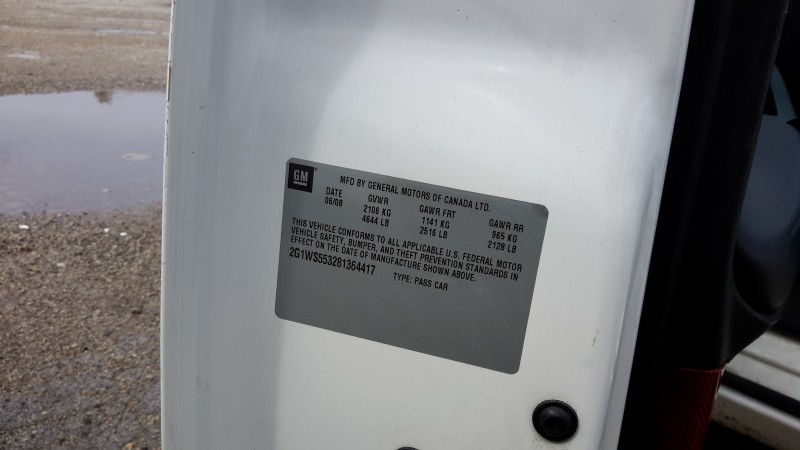 GM
MFD BY GENERAL MOTORS OF CANADA LTD.
DATE GVWR GAWR FRT GAWR RR
06/08 2106 KG 1141 KG 965 KG
4644 LB 2516 LB 2128 LB
THIS VEHICLE CONFORMS TO ALL APPLICABLE U.S. FEDERAL MOTOR
VEHICLE SAFETY, BUMPER, AND THEFT PREVENTION STANDARDS IN
EFFECT ON THE DATE OF MANUFACTURE SHOWN ABOVE.
2G1WS553281364417 TYPE: PASS CAR